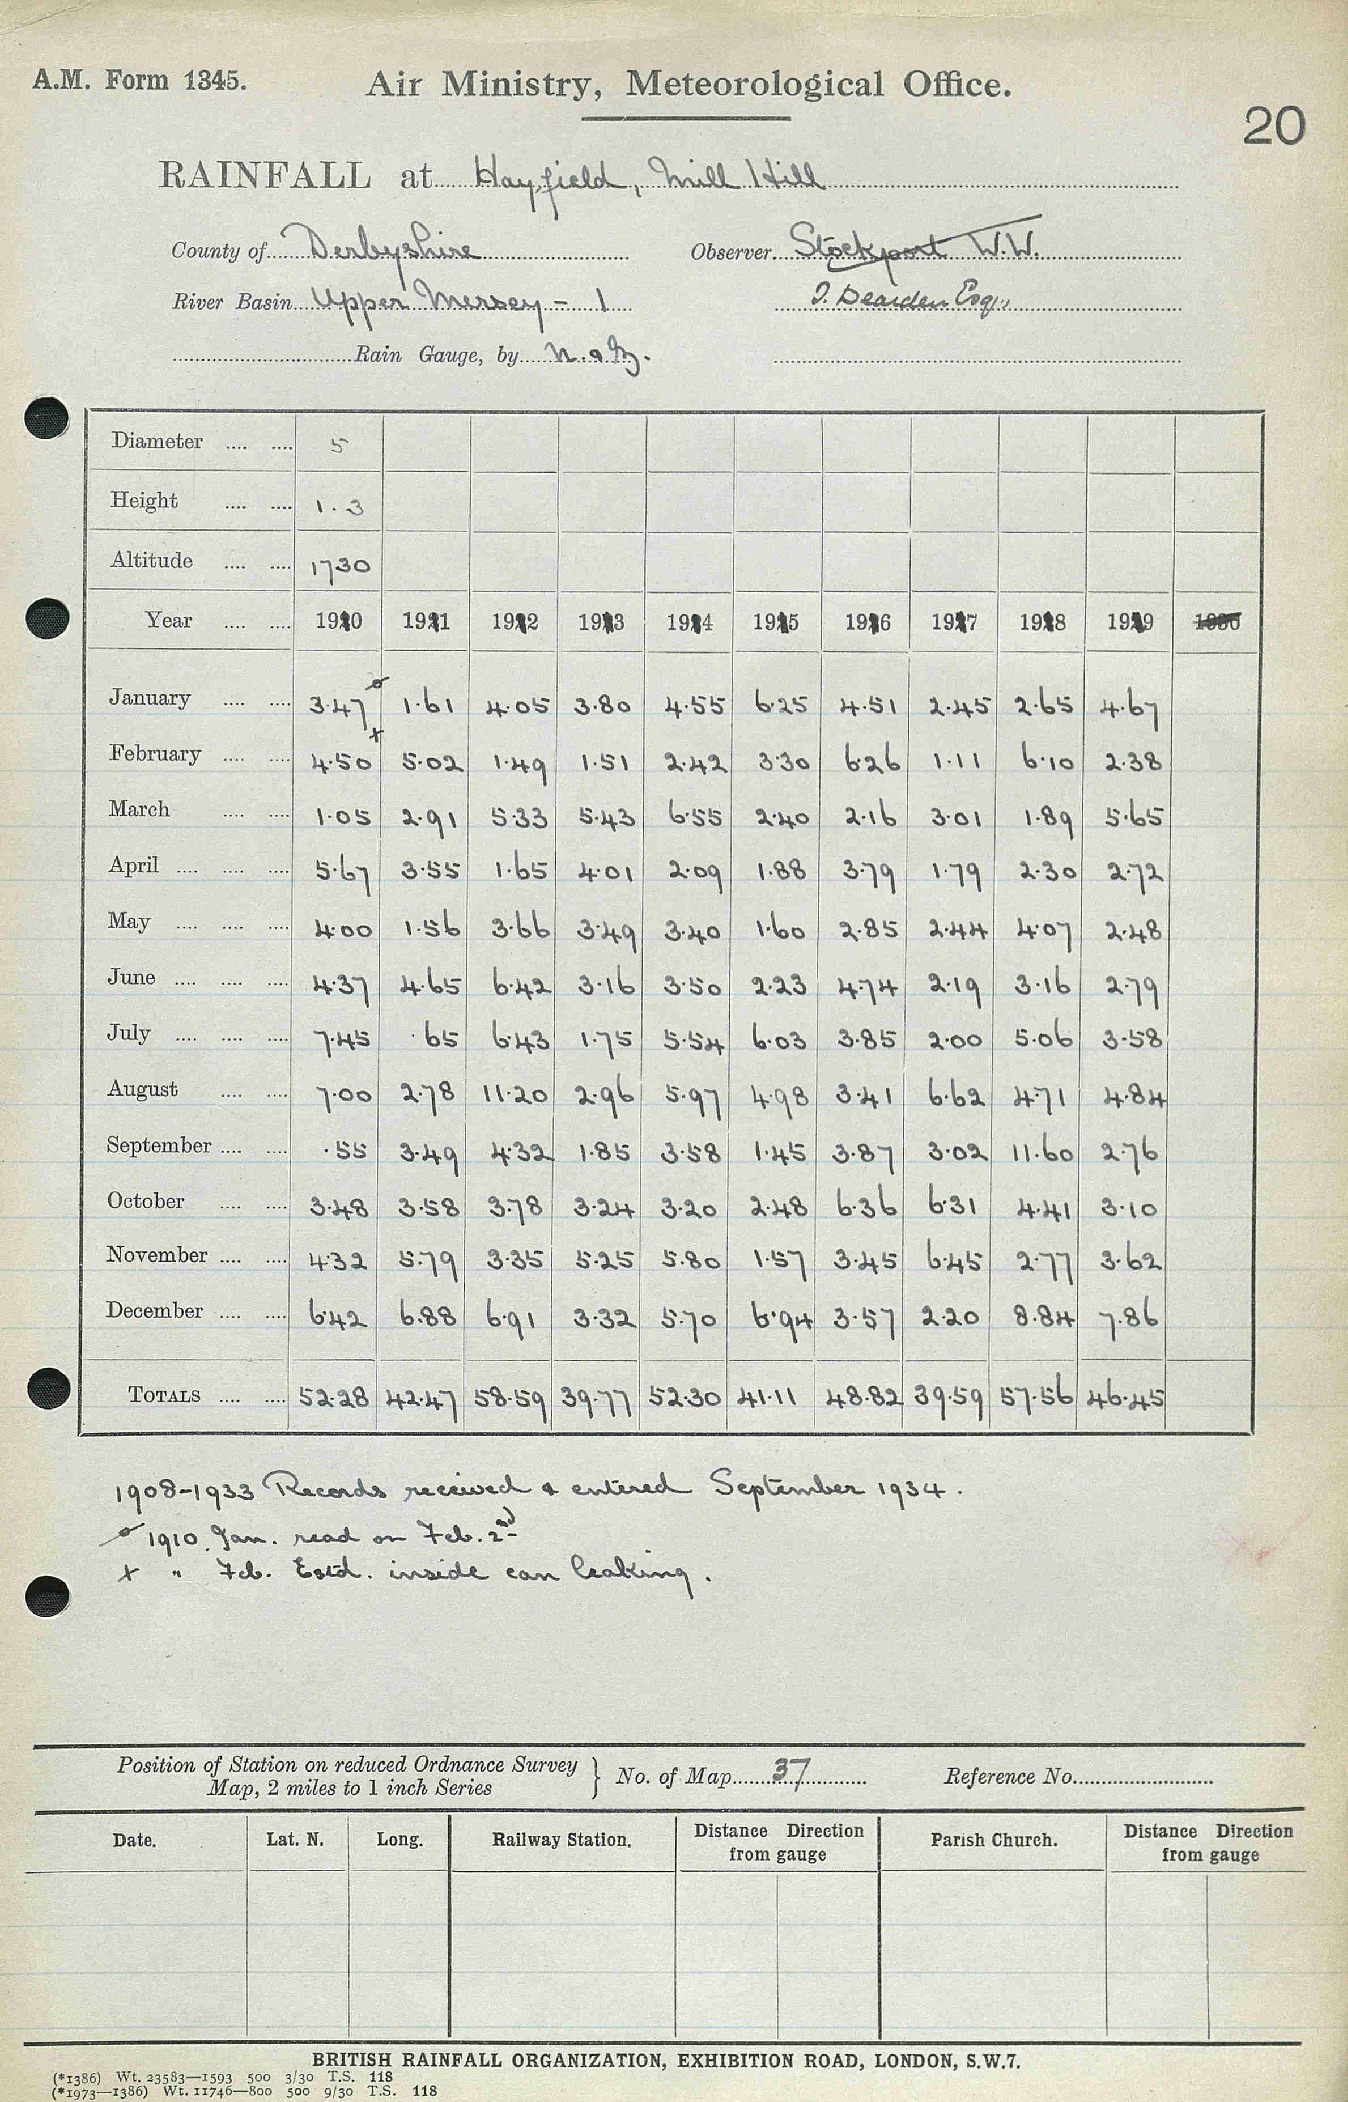 A.M. Form 1345.
Air Ministry, Meteorological Office.
20
RAINFALL at Hayfield, Mill Hill
County of Derbyshire Observer. Stockport W.W.
River Basin Upper Mersey - 1 J. Dearden Esq.,
Rain Gauge, by N. & Z.
Diameter 5
Height 1.3
Altitude 1730
Year 1910 1911 1912 1913 1914 1915 1916 1917 1918 1919 1930
January 3.47ø 1.61 4.05 3.80 4.55 6.25 4.51 2.45 2.65 4.67
February 4.50x 5.02 1.49 1.51 2.42 3.30 6.26 1.11 6.10 2.38
March 1.05 2.91 5.33 5.43 6.55 2.40 2.16 3.01 1.89 5.65
April 5.67 3.55 1.65 4.01 2.09 1.88 3.79 1.79 2.30 2.72
May 4.00 1.56 3.66 3.49 3.40 1.60 2.85 2.44 4.07 2.48
June 4.37 4.65 6.42 3.16 3.50 2.23 4.74 2.19 3.16 2.79
July 7.45 .65 6.43 1.75 5.54 6.03 3.85 2.00 5.06 3.58
August 7.00 2.78 11.20 2.96 5.97 4.98 3.41 6.62 4.71 4.84
September .55 3.49 4.32 1.85 3.58 1.45 3.87 3.02 11.60 2.76
October 3.48 3.58 3.78 3.24 3.20 2.48 6.36 6.31 4.41 3.10
November 4.32 5.79 3.35 5.25 5.80 1.57 3.45 6.45 2.77 3.62
December 6.42 6.88 6.91 3.32 5.70 6.94 3.57 2.20 8.84 7.86
TOTALS 52.28 42.47 58.59 39.77 52.30 41.11 48.82 39.59 57.56 46.45
1908-1933 Records received & entered September 1934.
ø 1910. Jan. read on Feb. 2nd
x " Feb. Estd. inside can leaking.
Position of Station on reduced Ordnance Survey
Map, 2 miles to 1 inch Series } No. of Map 37 Reference No.
Date. Lat. N. Long. Railway Station. Distance Direction from gauge Parish Church. Distance Direction from gauge
BRITISH RAINFALL ORGANIZATION, EXHIBITION ROAD, LONDON, S.W.7.
(*1386) Wt. 23583—1593 500 3/30 T.S. 118
(*1973—1386) Wt. 11746—800 500 9/30 T.S. 118